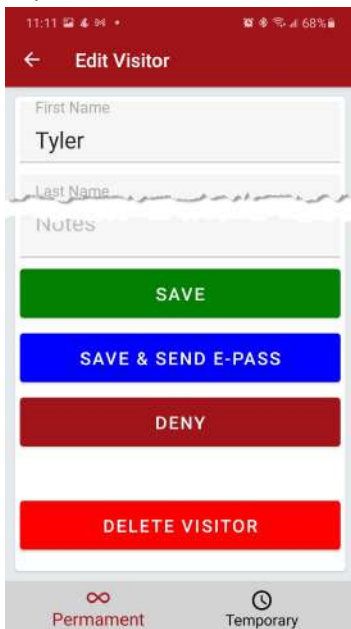 11:11 68%
Edit Visitor
First Name
Tyler
Last Name
Notes
SAVE
SAVE & SEND E-PASS
DENY
DELETE VISITOR
Permament
Temporary